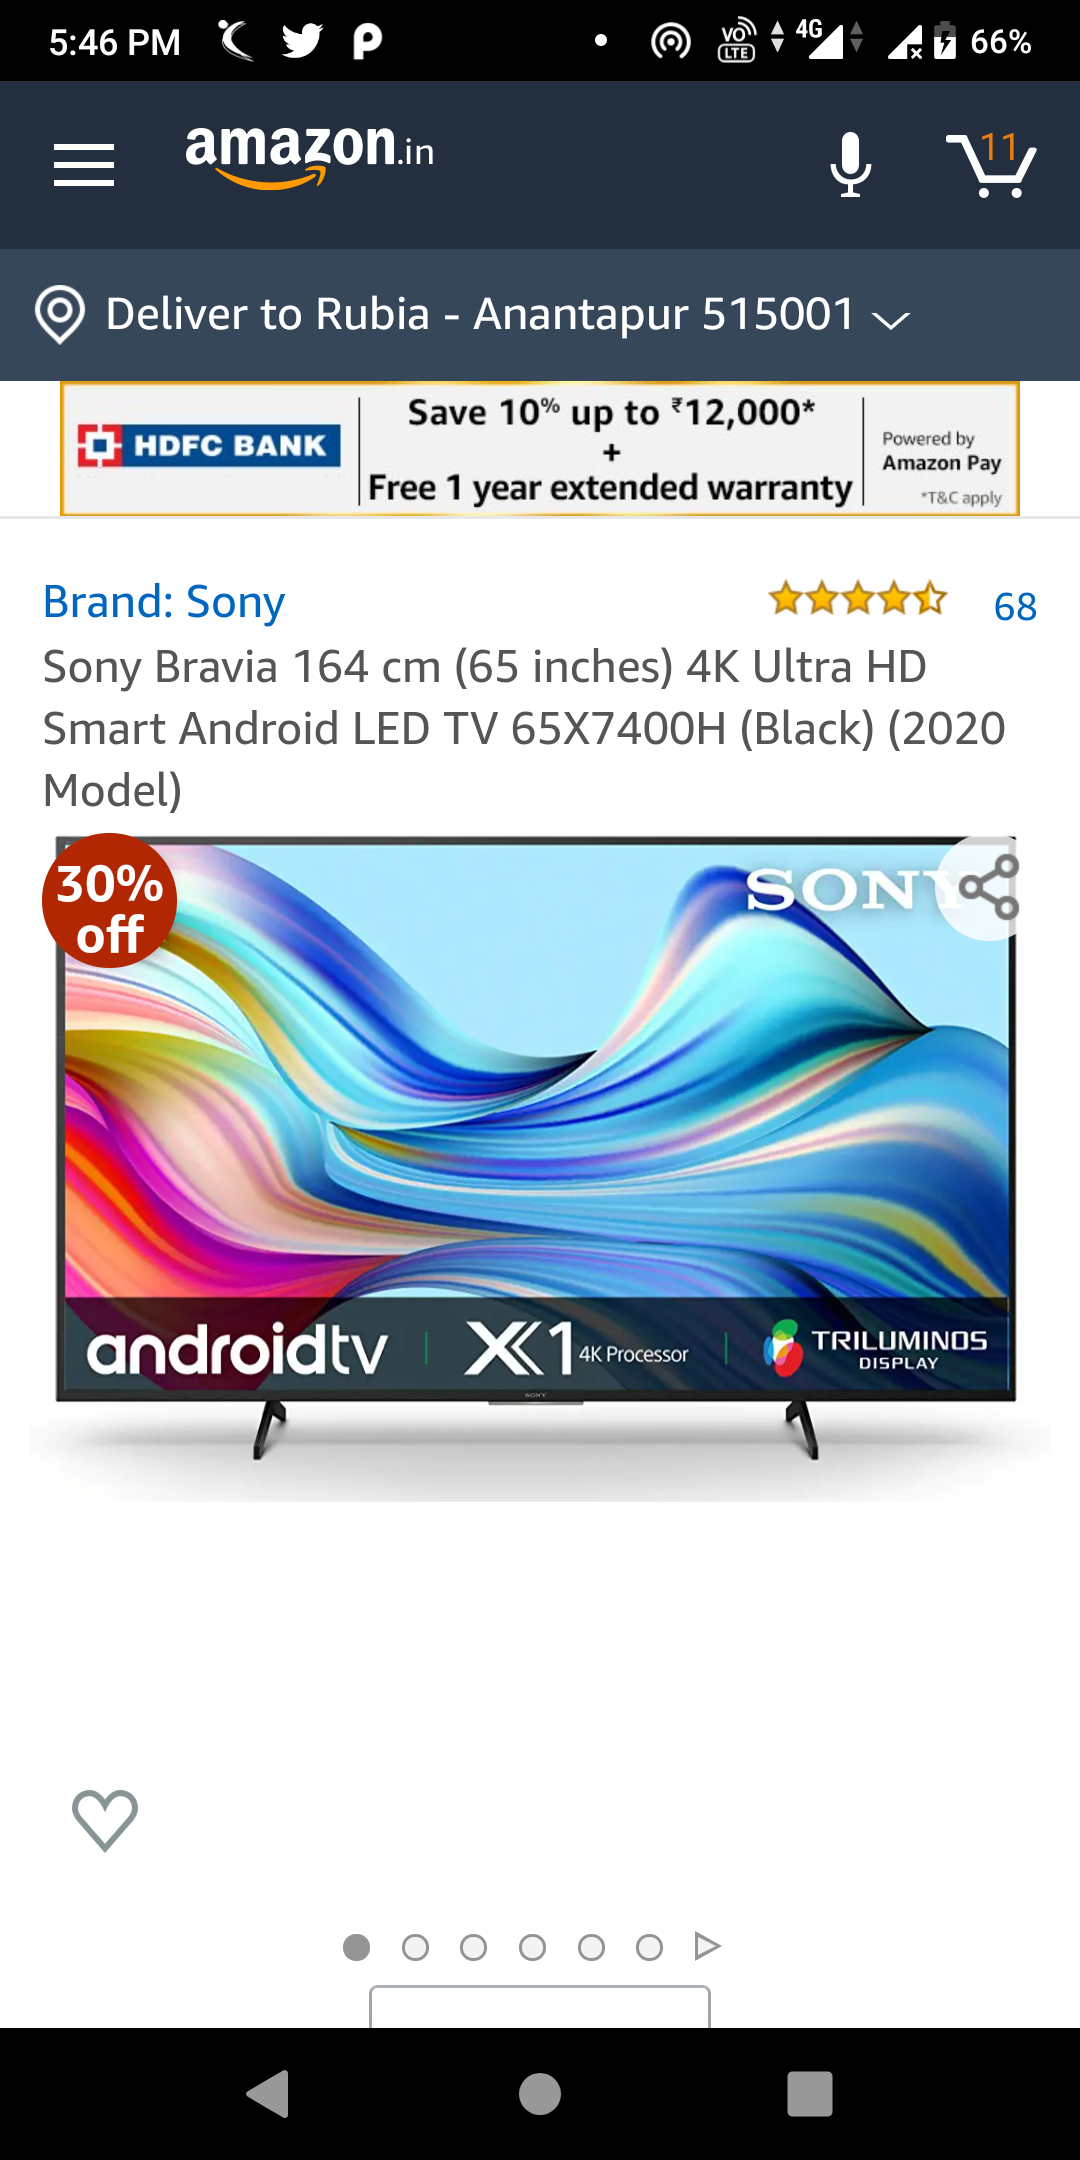 5:46 PM
VO
LTE
4G
66%
amazon.in
11
Deliver to Rubia - Anantapur 515001
HDFC BANK
Save 10% up to ₹12,000*
+
Free 1 year extended warranty
Powered by
Amazon Pay
*T&C apply
Brand: Sony
68
Sony Bravia 164 cm (65 inches) 4K Ultra HD
Smart Android LED TV 65X7400H (Black) (2020
Model)
30%
off
SONY
androidtv
X1 4K Processor
TRILUMINOS
DISPLAY
SONY